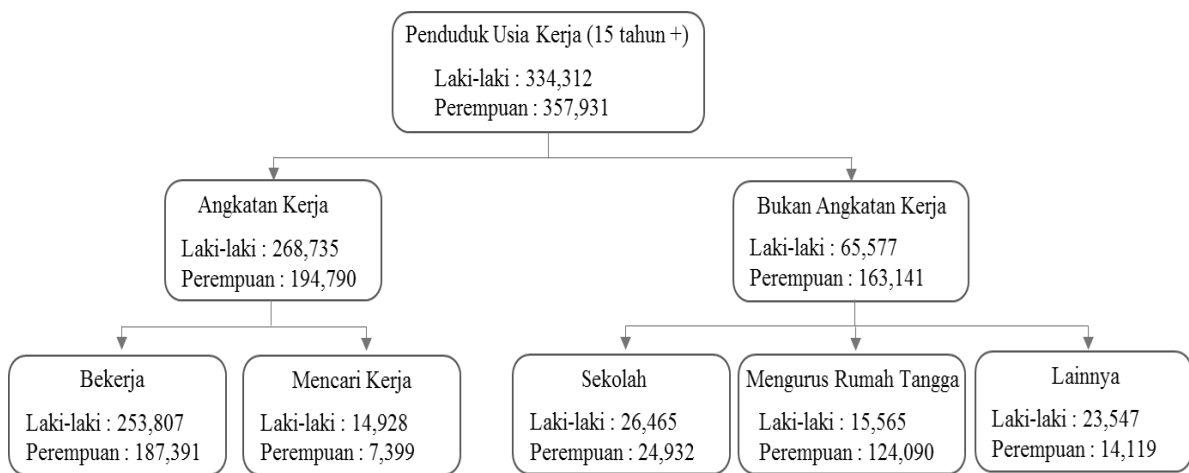 Penduduk Usia Kerja (15 tahun +)
Laki-laki : 334,312
Perempuan : 357,931
Angkatan Kerja
Laki-laki : 268,735
Perempuan : 194,790
Bukan Angkatan Kerja
Laki-laki : 65,577
Perempuan : 163,141
Bekerja
Laki-laki : 253,807
Perempuan : 187,391
Mencari Kerja
Laki-laki : 14,928
Perempuan : 7,399
Sekolah
Laki-laki : 26,465
Perempuan : 24,932
Mengurus Rumah Tangga
Laki-laki : 15,565
Perempuan : 124,090
Lainnya
Laki-laki : 23,547
Perempuan : 14,119